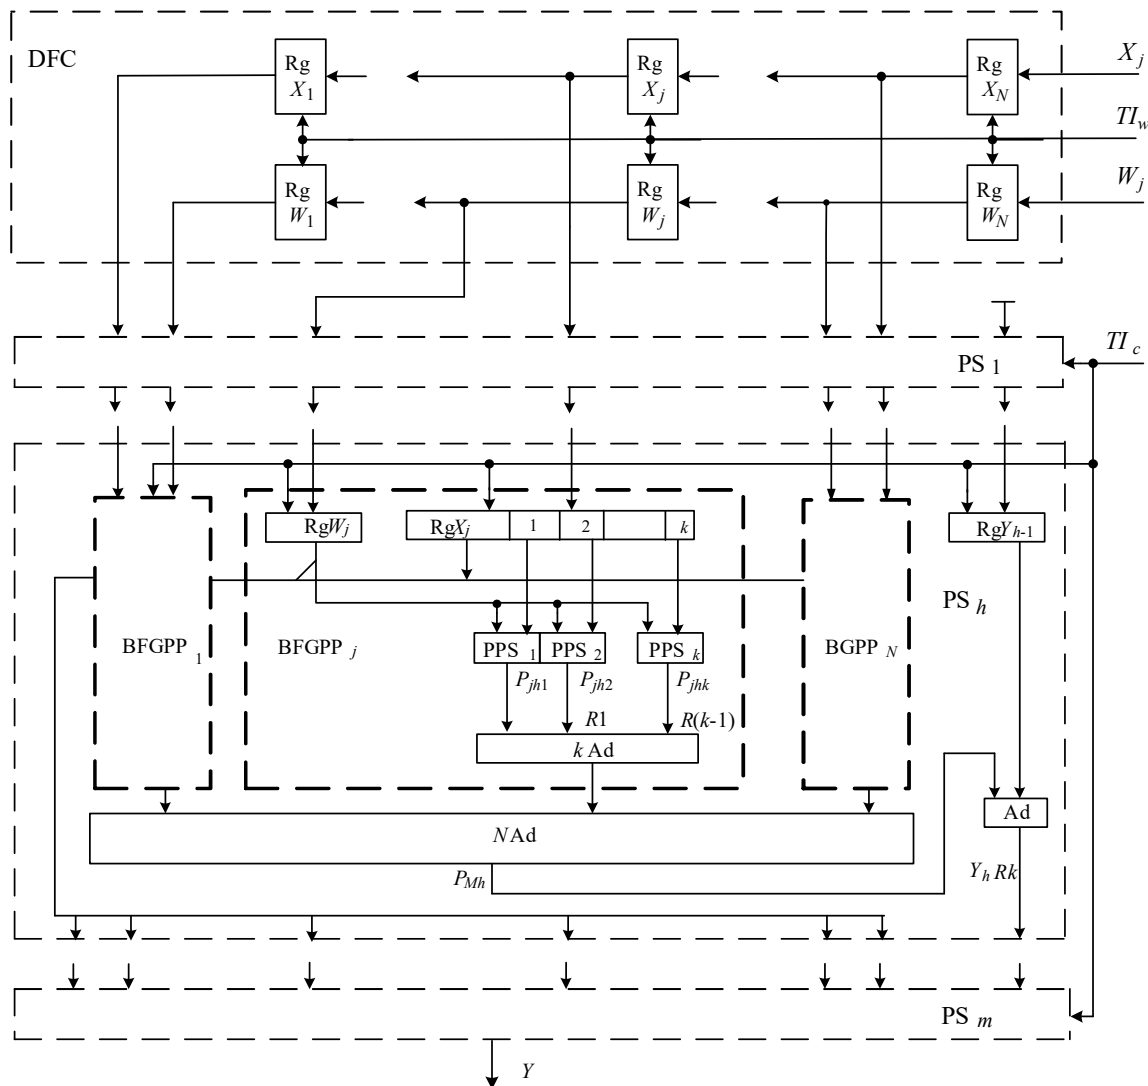 DFC
Rg X1
Rg Xj
Rg XN
Xj
TIw
Rg W1
Rg Wj
Rg WN
Wj
PS 1
TI c
RgWj
RgXj 1 2 k
RgYh-1
BFGPP 1
BFGPP j
PPS 1
PPS 2
PPS k
BGPP N
PS h
Pjh1
Pjh2
Pjhk
R1
R(k-1)
k Ad
N Ad
Ad
PMh
Yh Rk
PS m
Y